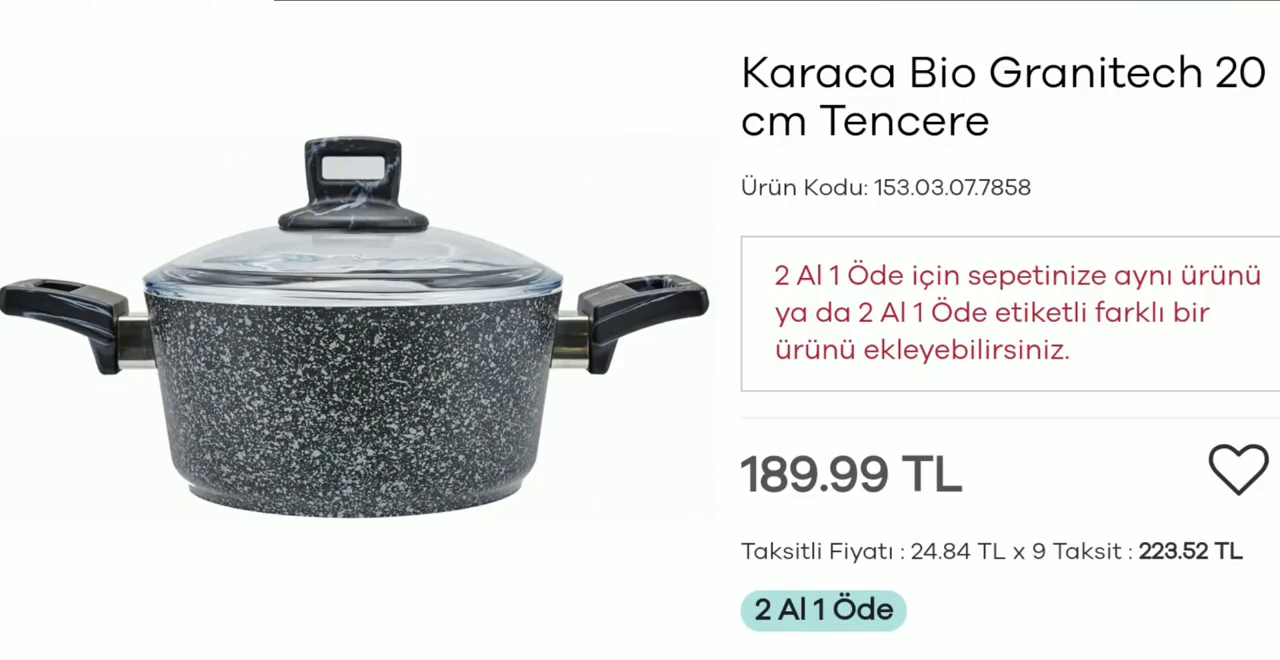 Karaca Bio Granitech 20
cm Tencere
Ürün Kodu: 153.03.07.7858
2 Al 1 Öde için sepetinize aynı ürünü
ya da 2 Al 1 Öde etiketli farklı bir
ürünü ekleyebilirsiniz.
189.99 TL
Taksitli Fiyatı : 24.84 TL x 9 Taksit : 223.52 TL
2 Al 1 Öde